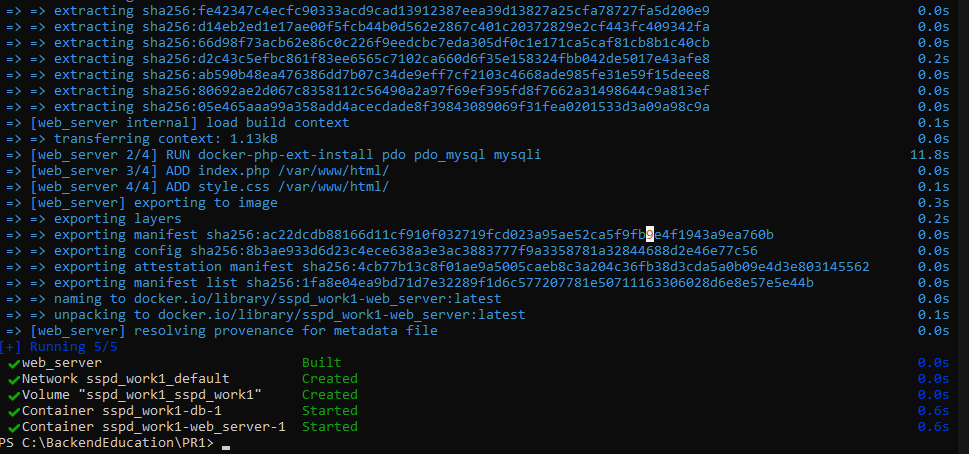 => => extracting sha256:fe42347c4ecfc90333acd9cad13912387eea39d13827a25cfa78727fa5d200e9 0.0s
=> => extracting sha256:d14eb2ed1e17ae00f5fcb44b0d562e2867c401c20372829e2cf443fc409342fa 0.0s
=> => extracting sha256:66d98f73acb62e86c0c226f9eedcbc7eda305df0c1e171ca5caf81cb8b1c40cb 0.0s
=> => extracting sha256:d2c43c5efbc861f83ee6565c7102ca660d6f35e158324fbb042de5017e43afe8 0.2s
=> => extracting sha256:ab590b48ea476386dd7b07c34de9eff7cf2103c4668ade985fe31e59f15deee8 0.0s
=> => extracting sha256:80692ae2d067c8358112c56490a2a97f69ef395fd8f7662a31498644c9a813ef 0.0s
=> => extracting sha256:05e465aaa99a358add4acecdade8f39843089069f31fea0201533d3a09a98c9a 0.0s
=> [web_server internal] load build context 0.1s
=> => transferring context: 1.13kB 0.0s
=> [web_server 2/4] RUN docker-php-ext-install pdo pdo_mysql mysqli 11.8s
=> [web_server 3/4] ADD index.php /var/www/html/ 0.0s
=> [web_server 4/4] ADD style.css /var/www/html/ 0.1s
=> [web_server] exporting to image 0.3s
=> => exporting layers 0.2s
=> => exporting manifest sha256:ac22dcdb88166d11cf910f032719fcd023a95ae52ca5f9fb9e4f1943a9ea760b 0.0s
=> => exporting config sha256:8b3ae933d6d23c4ece638a3e3ac3883777f9a3358781a32844688d2e46e77c56 0.0s
=> => exporting attestation manifest sha256:4cb77b13c8f01ae9a5005caeb8c3a204c36fb38d3cda5a0b09e4d3e803145562 0.0s
=> => exporting manifest list sha256:1fa8e04ea9bd71d7e32289f1d6c577207781e50711163306028d6e8e57e5e44b 0.0s
=> => naming to docker.io/library/sspd_work1-web_server:latest 0.0s
=> => unpacking to docker.io/library/sspd_work1-web_server:latest 0.1s
=> [web_server] resolving provenance for metadata file 0.0s
[+] Running 5/5
✔web_server Built 0.0s
✔Network sspd_work1_default Created 0.0s
✔Volume "sspd_work1_sspd_work1" Created 0.0s
✔Container sspd_work1-db-1 Started 0.6s
✔Container sspd_work1-web_server-1 Started 0.6s
PS C:\BackendEducation\PR1> _